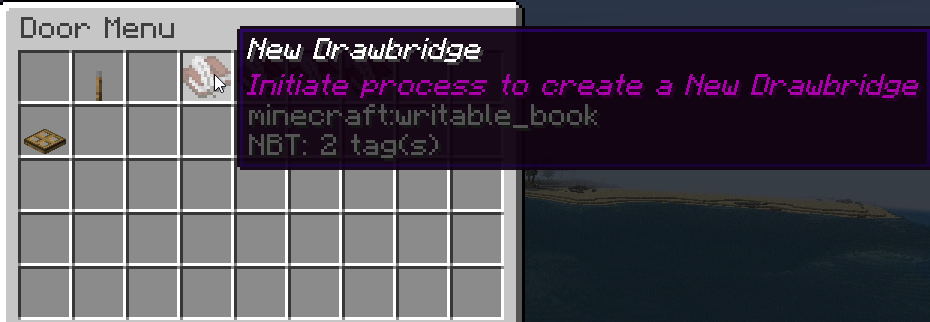 Door Menu
New Drawbridge
Initiate process to create a New Drawbridge
minecraft:writable_book
NBT: 2 tag(s)